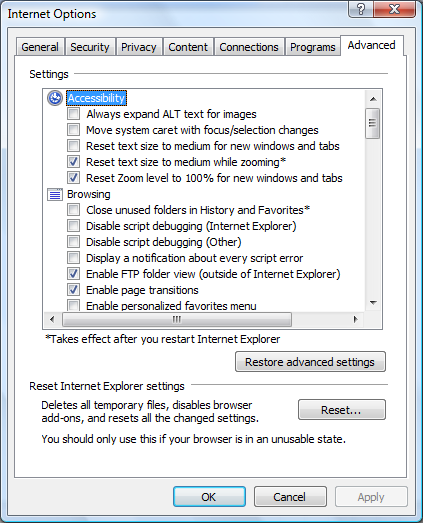 Internet Options
General Security Privacy Content Connections Programs Advanced
Settings
Accessibility
Always expand ALT text for images
Move system caret with focus/selection changes
Reset text size to medium for new windows and tabs
Reset text size to medium while zooming*
Reset Zoom level to 100% for new windows and tabs
Browsing
Close unused folders in History and Favorites*
Disable script debugging (Internet Explorer)
Disable script debugging (Other)
Display a notification about every script error
Enable FTP folder view (outside of Internet Explorer)
Enable page transitions
Enable personalized favorites menu
*Takes effect after you restart Internet Explorer
Restore advanced settings
Reset Internet Explorer settings
Deletes all temporary files, disables browser
add-ons, and resets all the changed settings.
Reset...
You should only use this if your browser is in an unusable state.
OK Cancel Apply